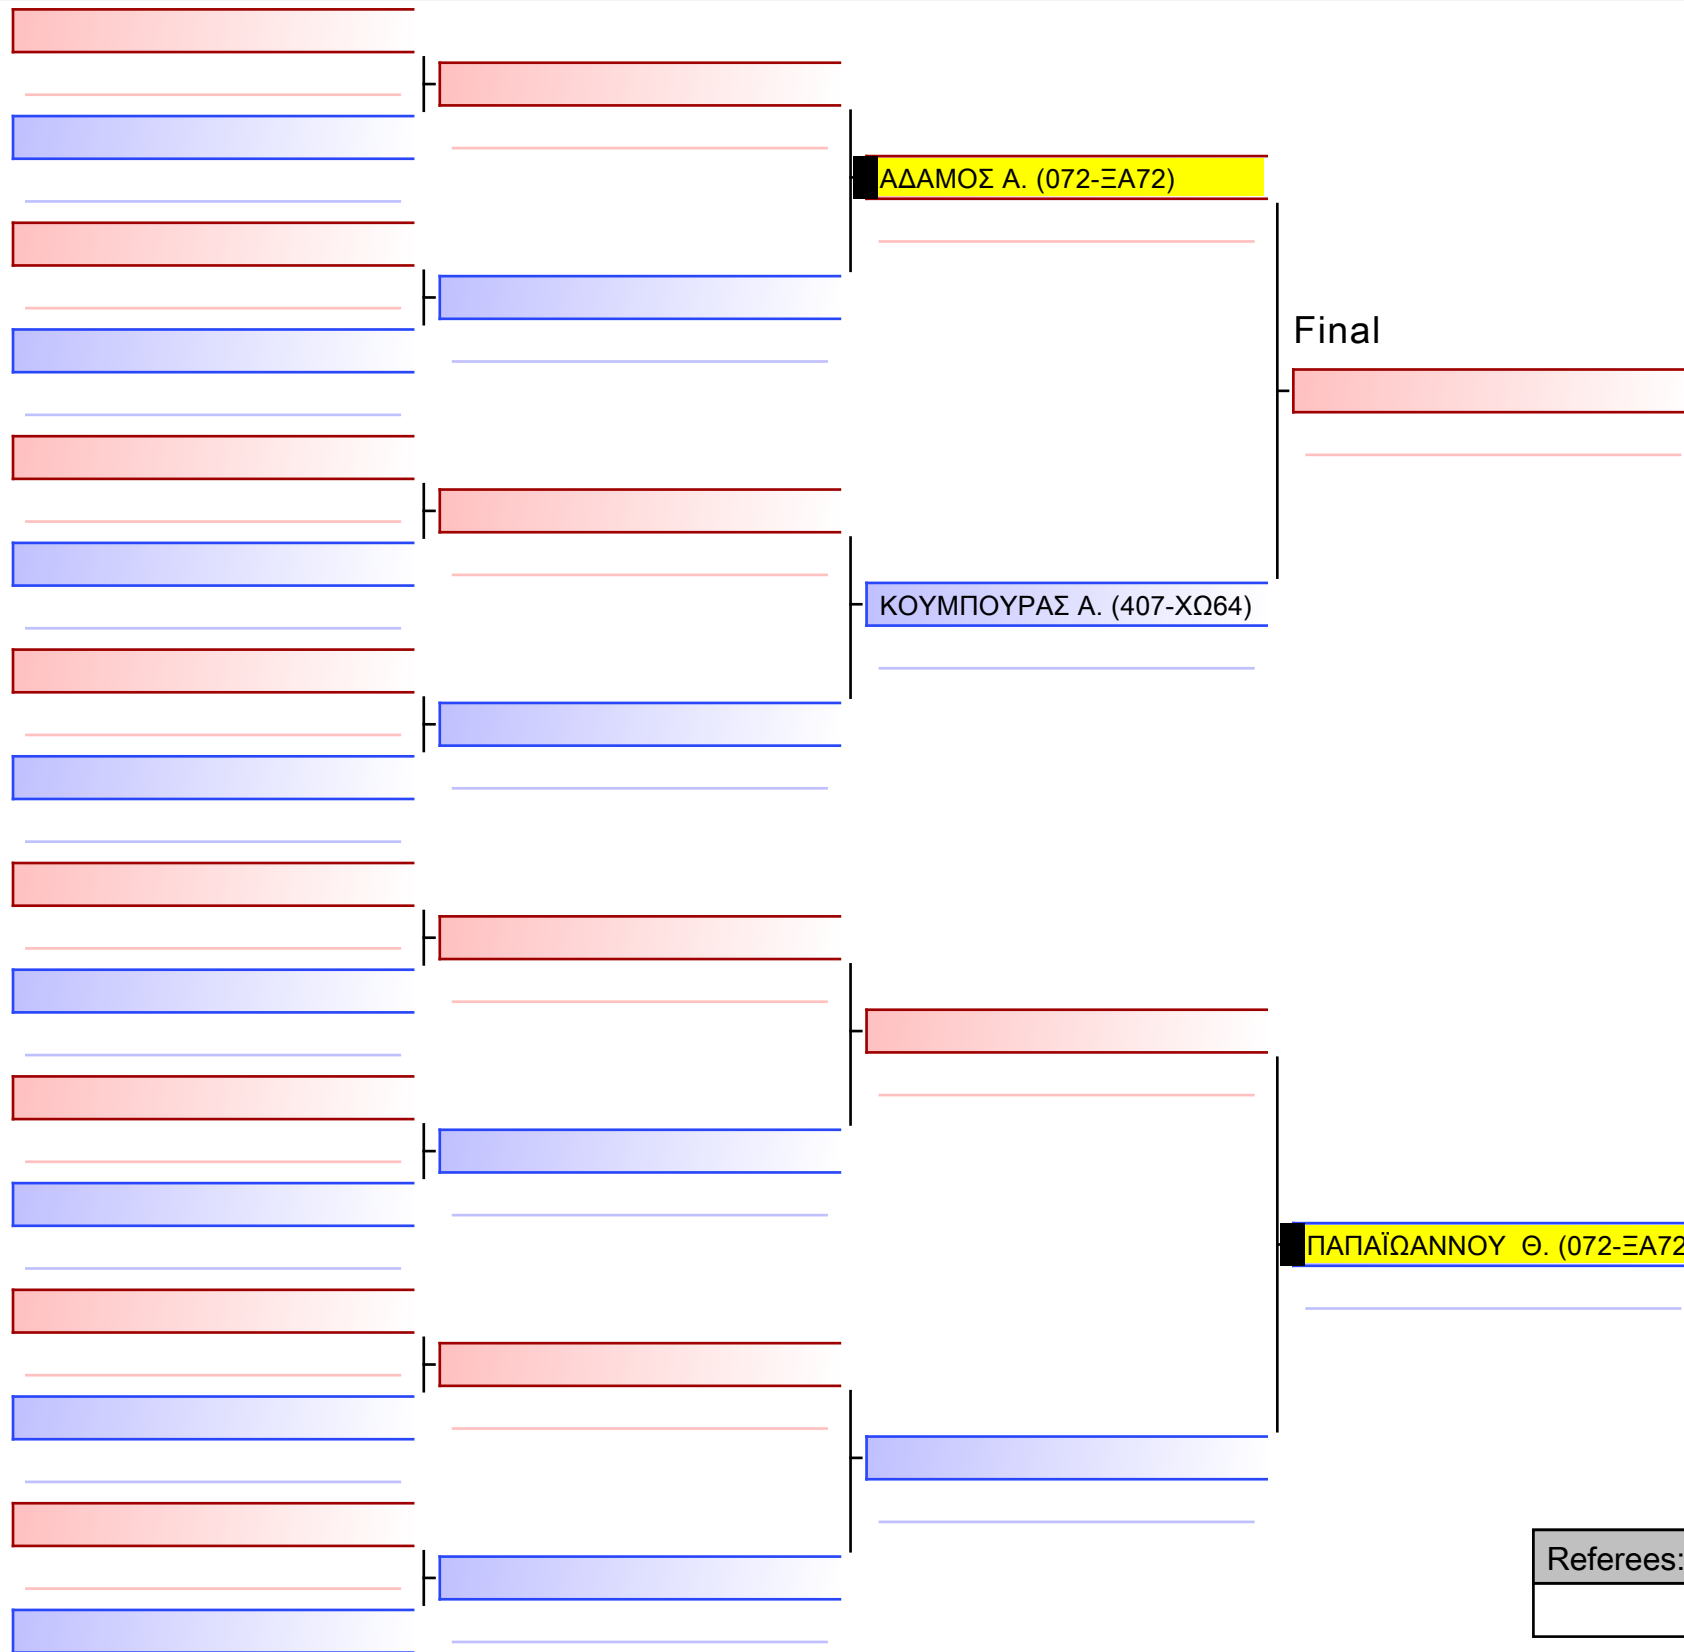 ΑΔΑΜΟΣ Α. (072-ΞΑ72)
Final
ΚΟΥΜΠΟΥΡΑΣ Α. (407-ΧΩ64)
ΠΑΠΑΪΩΑΝΝΟΥ  Θ. (072-ΞΑ72
Referees: